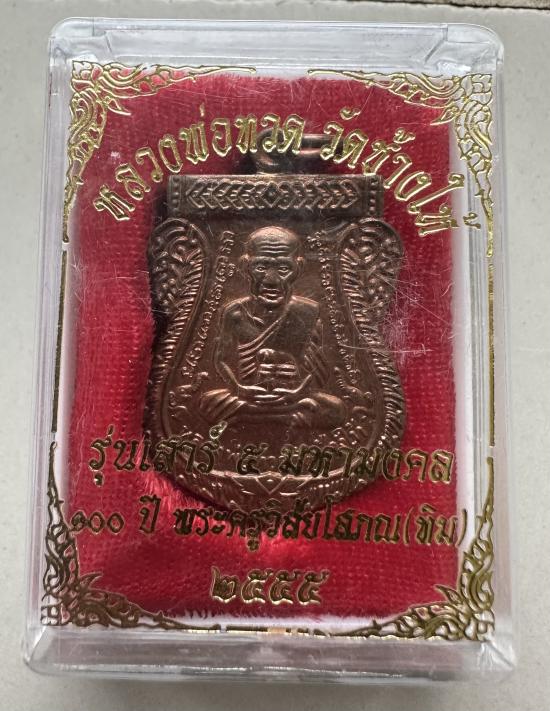 หลวงพ่อทวด วัดช้างให้
รุ่นเสาร์ ๕ มหามงคล
๑๐๐ ปี พระครูวิสัยโสภณ(ทิม)
๒๕๕๕